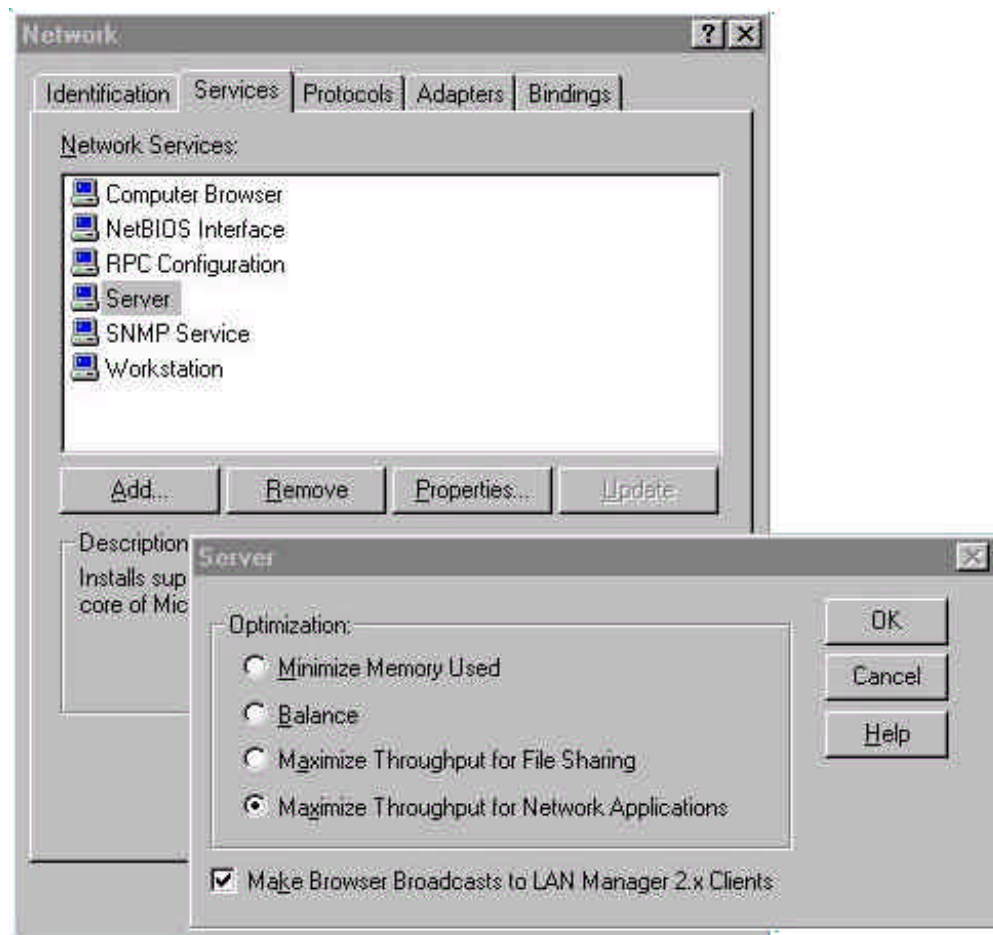 Network
Identification Services Protocols Adapters Bindings
Network Services:
Computer Browser
NetBIOS Interface
RPC Configuration
Server
SNMP Service
Workstation
Add... Remove Properties... Update
Description
Installs sup
core of Mic
Server
Optimization:
Minimize Memory Used
Balance
Maximize Throughput for File Sharing
Maximize Throughput for Network Applications
Make Browser Broadcasts to LAN Manager 2.x Clients
OK
Cancel
Help